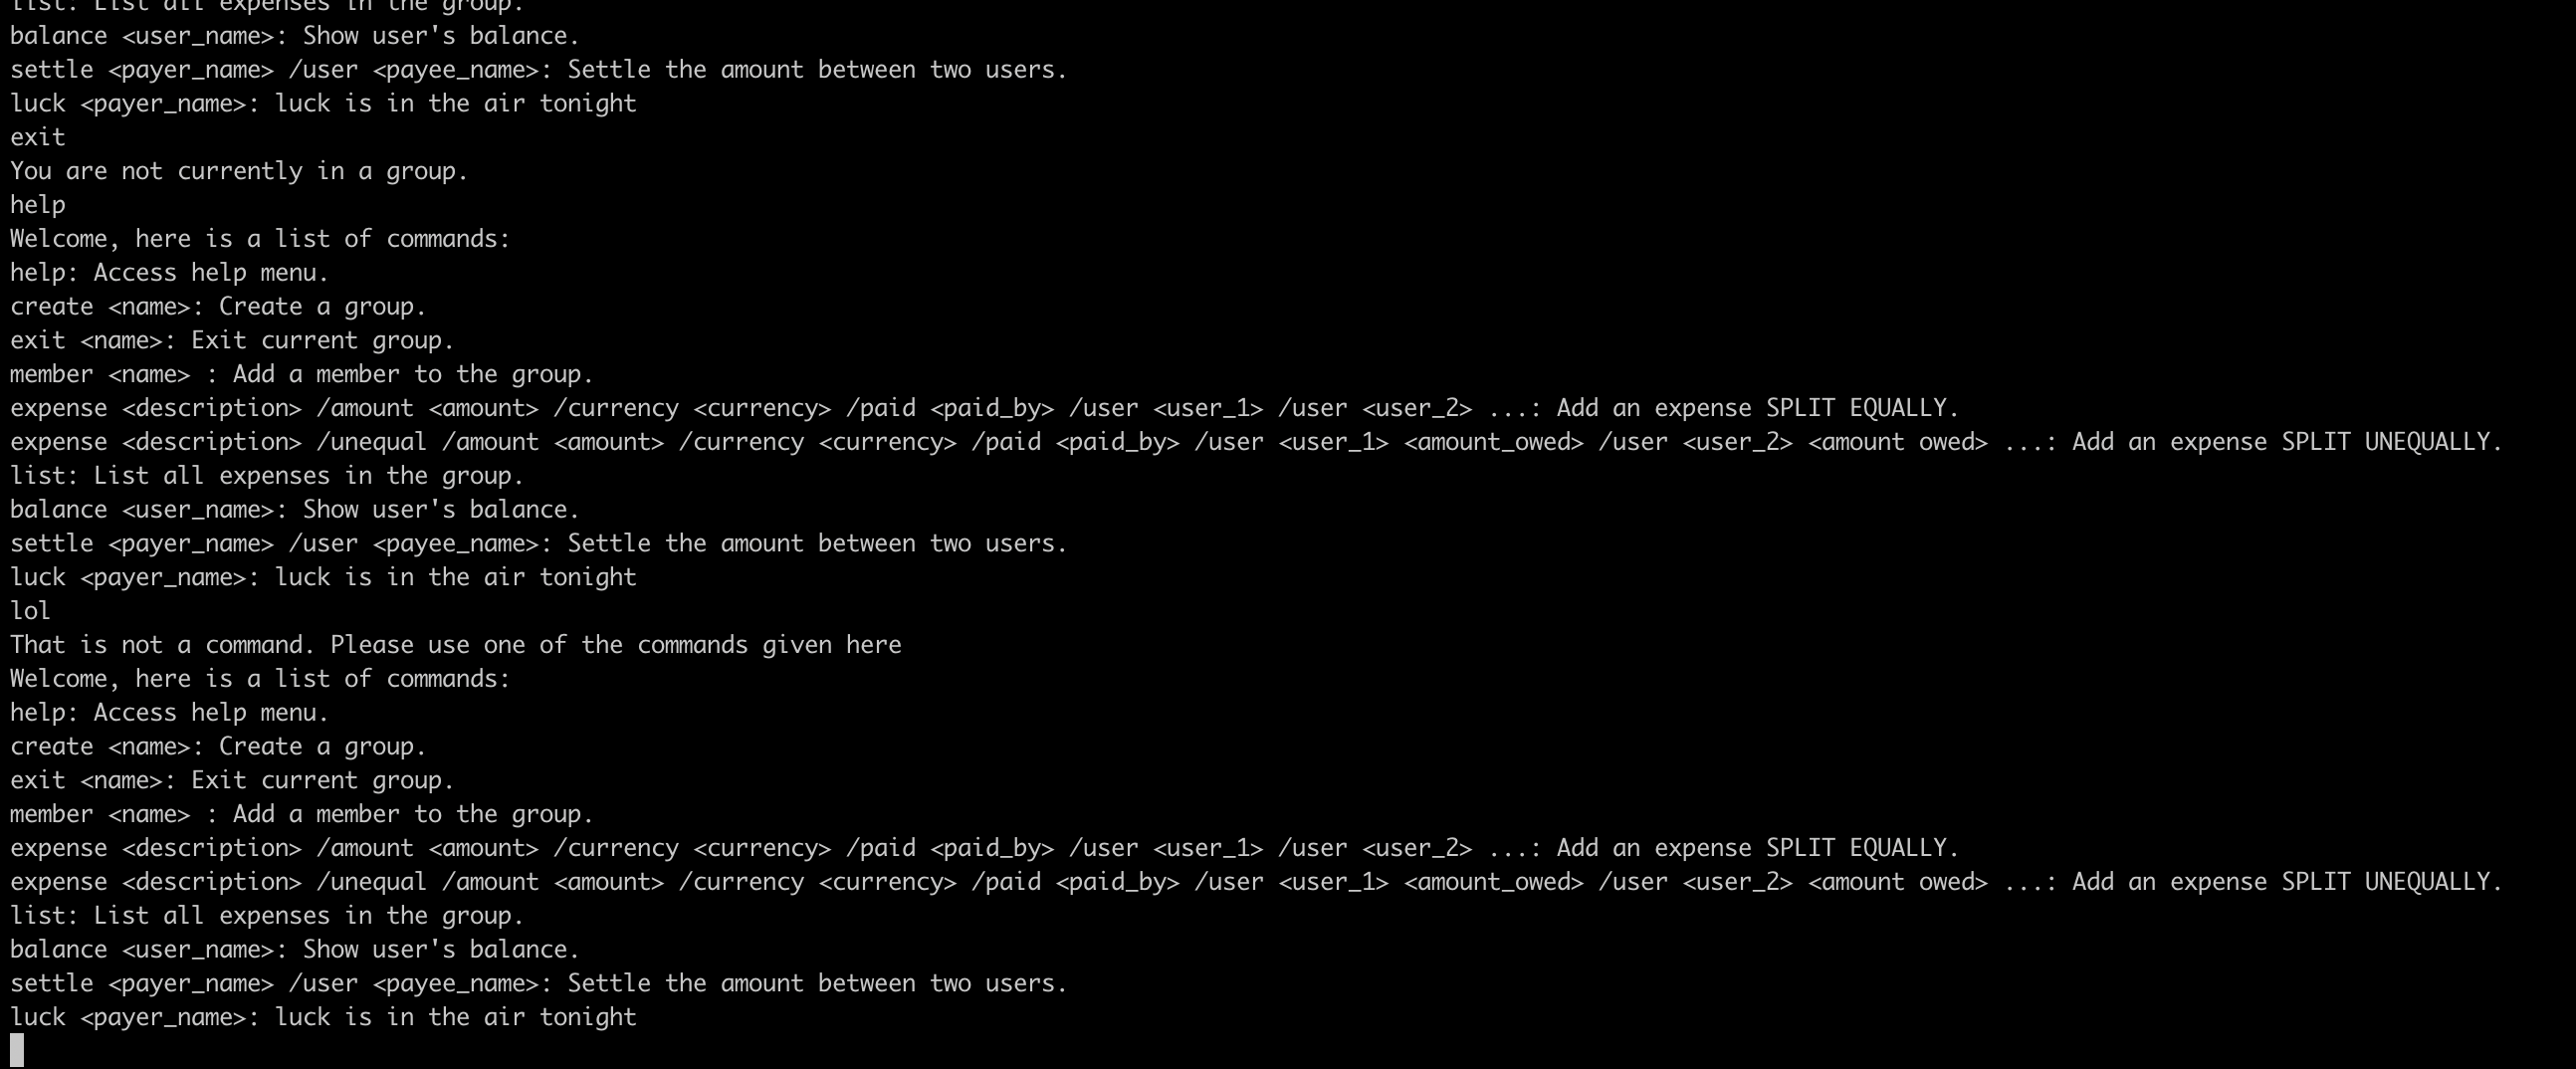 list: List all expenses in the group.
balance <user_name>: Show user's balance.
settle <payer_name> /user <payee_name>: Settle the amount between two users.
luck <payer_name>: luck is in the air tonight
exit
You are not currently in a group.
help
Welcome, here is a list of commands:
help: Access help menu.
create <name>: Create a group.
exit <name>: Exit current group.
member <name> : Add a member to the group.
expense <description> /amount <amount> /currency <currency> /paid <paid_by> /user <user_1> /user <user_2> ...: Add an expense SPLIT EQUALLY.
expense <description> /unequal /amount <amount> /currency <currency> /paid <paid_by> /user <user_1> <amount_owed> /user <user_2> <amount owed> ...: Add an expense SPLIT UNEQUALLY.
list: List all expenses in the group.
balance <user_name>: Show user's balance.
settle <payer_name> /user <payee_name>: Settle the amount between two users.
luck <payer_name>: luck is in the air tonight
lol
That is not a command. Please use one of the commands given here
Welcome, here is a list of commands:
help: Access help menu.
create <name>: Create a group.
exit <name>: Exit current group.
member <name> : Add a member to the group.
expense <description> /amount <amount> /currency <currency> /paid <paid_by> /user <user_1> /user <user_2> ...: Add an expense SPLIT EQUALLY.
expense <description> /unequal /amount <amount> /currency <currency> /paid <paid_by> /user <user_1> <amount_owed> /user <user_2> <amount owed> ...: Add an expense SPLIT UNEQUALLY.
list: List all expenses in the group.
balance <user_name>: Show user's balance.
settle <payer_name> /user <payee_name>: Settle the amount between two users.
luck <payer_name>: luck is in the air tonight